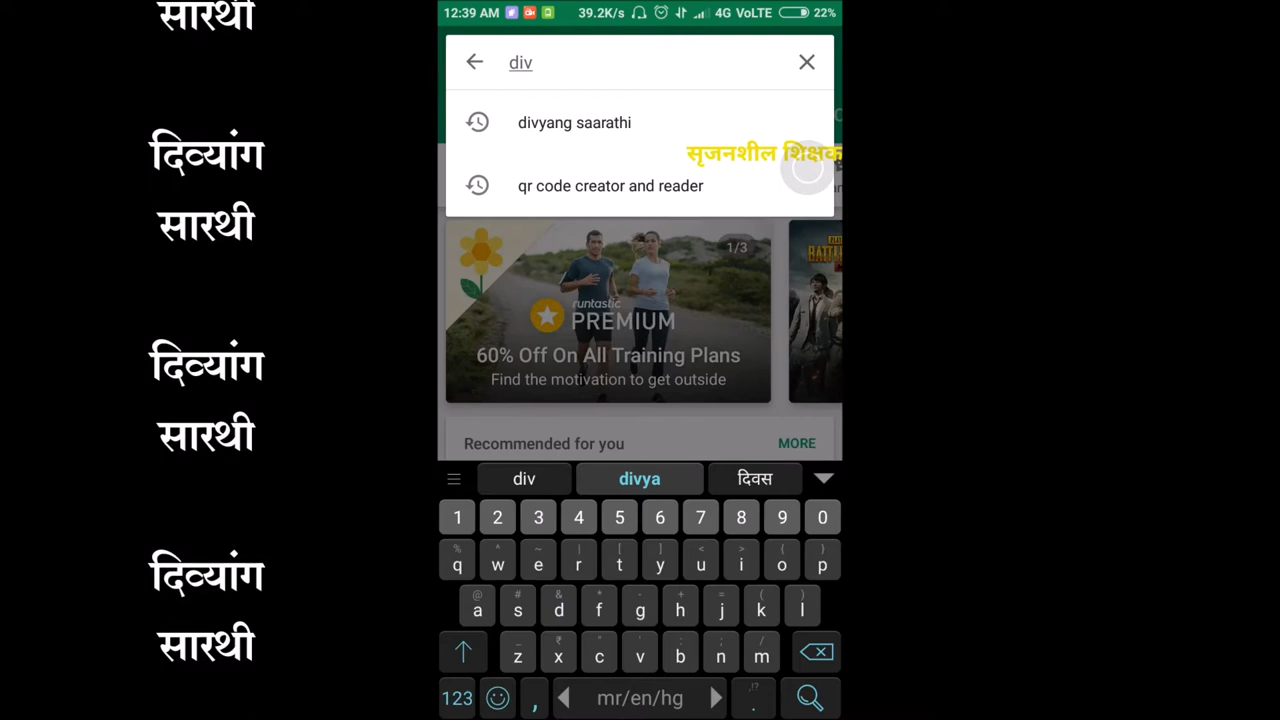 सारथी
दिव्यांग
सारथी
दिव्यांग
सारथी
दिव्यांग
सारथी
12:39 AM 39.2K/s 4G VoLTE 22%
div
divyang saarathi
सृजनशील शिक्षक
qr code creator and reader
1/3
runtastic
PREMIUM
60% Off On All Training Plans
Find the motivation to get outside
Recommended for you MORE
div divya दिवस
1 2 3 4 5 6 7 8 9 0
% ^ ~ | [ ] < > { }
q w e r t y u i o p
@ # & * - + = ( )
a s d f g h j k l
_ ₹ " ' : ; /
z x c v b n m
,!?
123 , mr/en/hg .